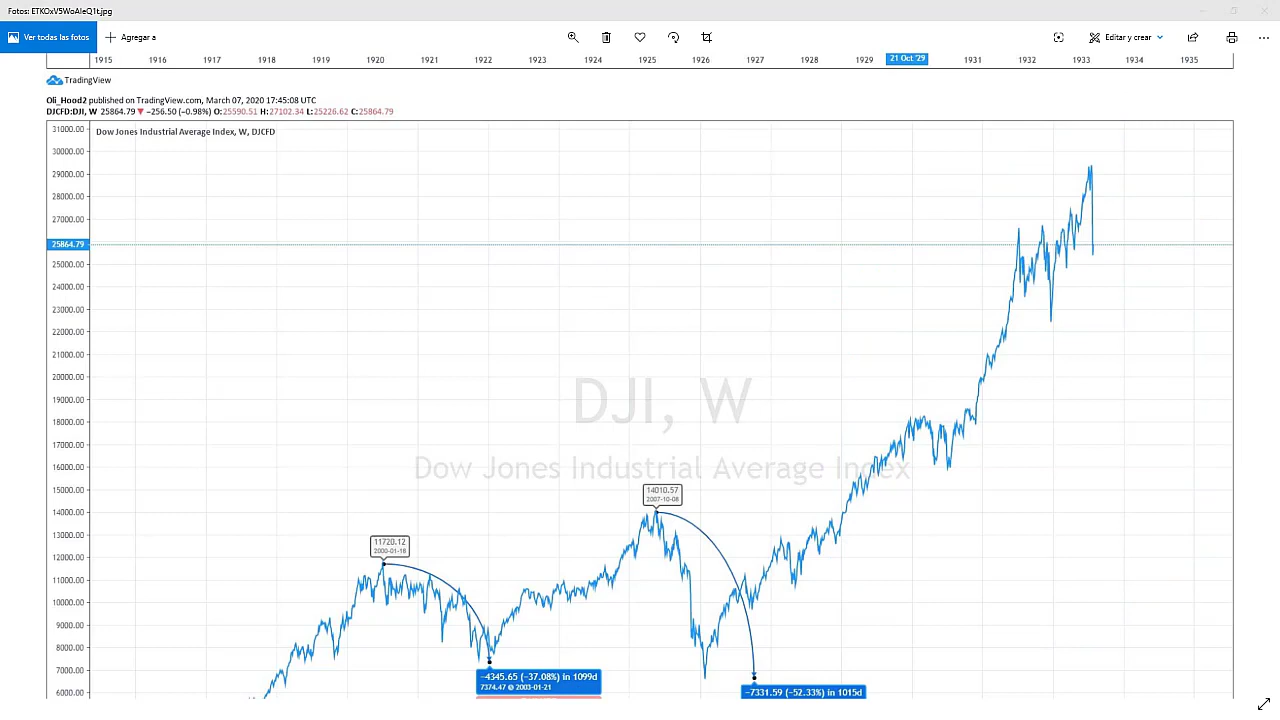 Fotos: ETKOxV5WoAIeQ1t.jpg
Ver todas las fotos
Agregar a
Editar y crear
1915 1916 1917 1918 1919 1920 1921 1922 1923 1924 1925 1926 1927 1928 1929 21 Oct '29 1931 1932 1933 1934 1935
TradingView
Oli_Hood2 published on TradingView.com, March 07, 2020 17:45:08 UTC
DJCFD:DJI, W 25864.79 ▼ −256.50 (−0.98%) O:25590.51 H:27102.34 L:25226.62 C:25864.79
Dow Jones Industrial Average Index, W, DJCFD
31000.00
30000.00
29000.00
28000.00
27000.00
25864.79
25000.00
24000.00
23000.00
22000.00
21000.00
20000.00
19000.00
18000.00
17000.00
16000.00
15000.00
14000.00
13000.00
12000.00
11000.00
10000.00
9000.00
8000.00
7000.00
6000.00
DJI, W
Dow Jones Industrial Average Index
14010.57
2007-10-08
11720.12
2000-01-18
−4345.65 (−37.08%) in 1099d
7374.47 @ 2003-01-21
−7331.59 (−52.33%) in 1015d